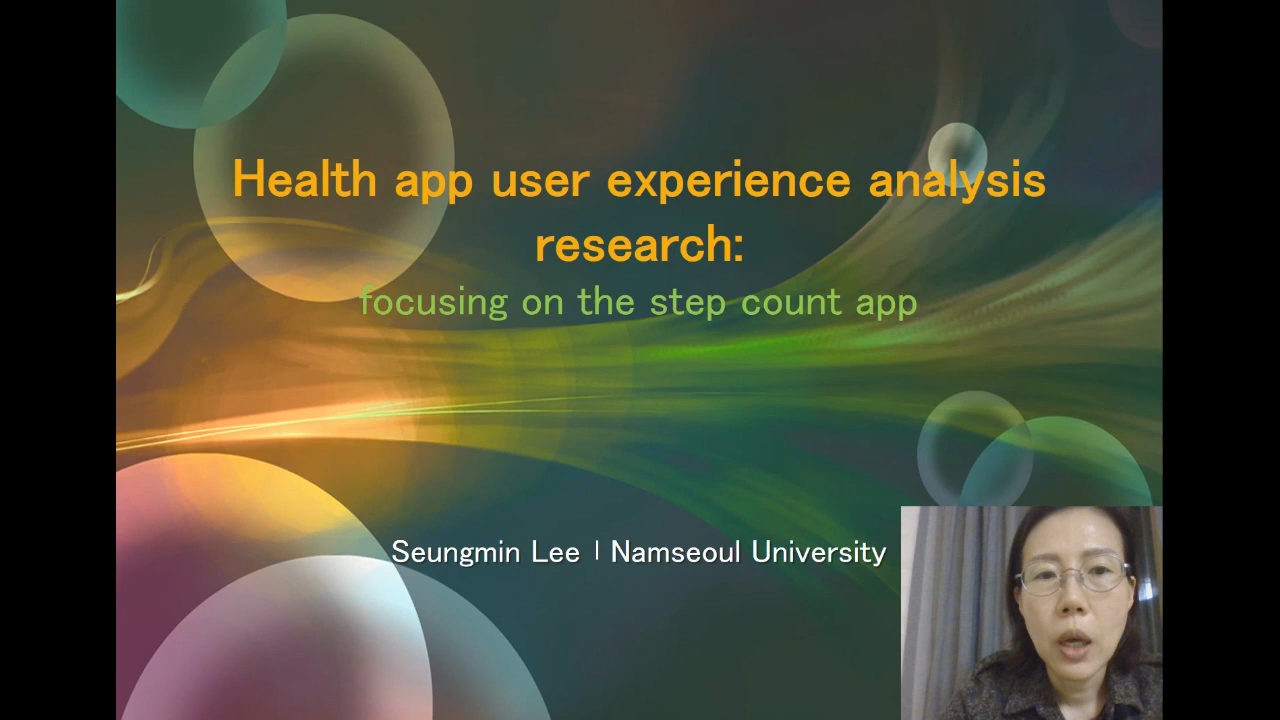 Health app user experience analysis
research:
focusing on the step count app
Seungmin Lee | Namseoul University